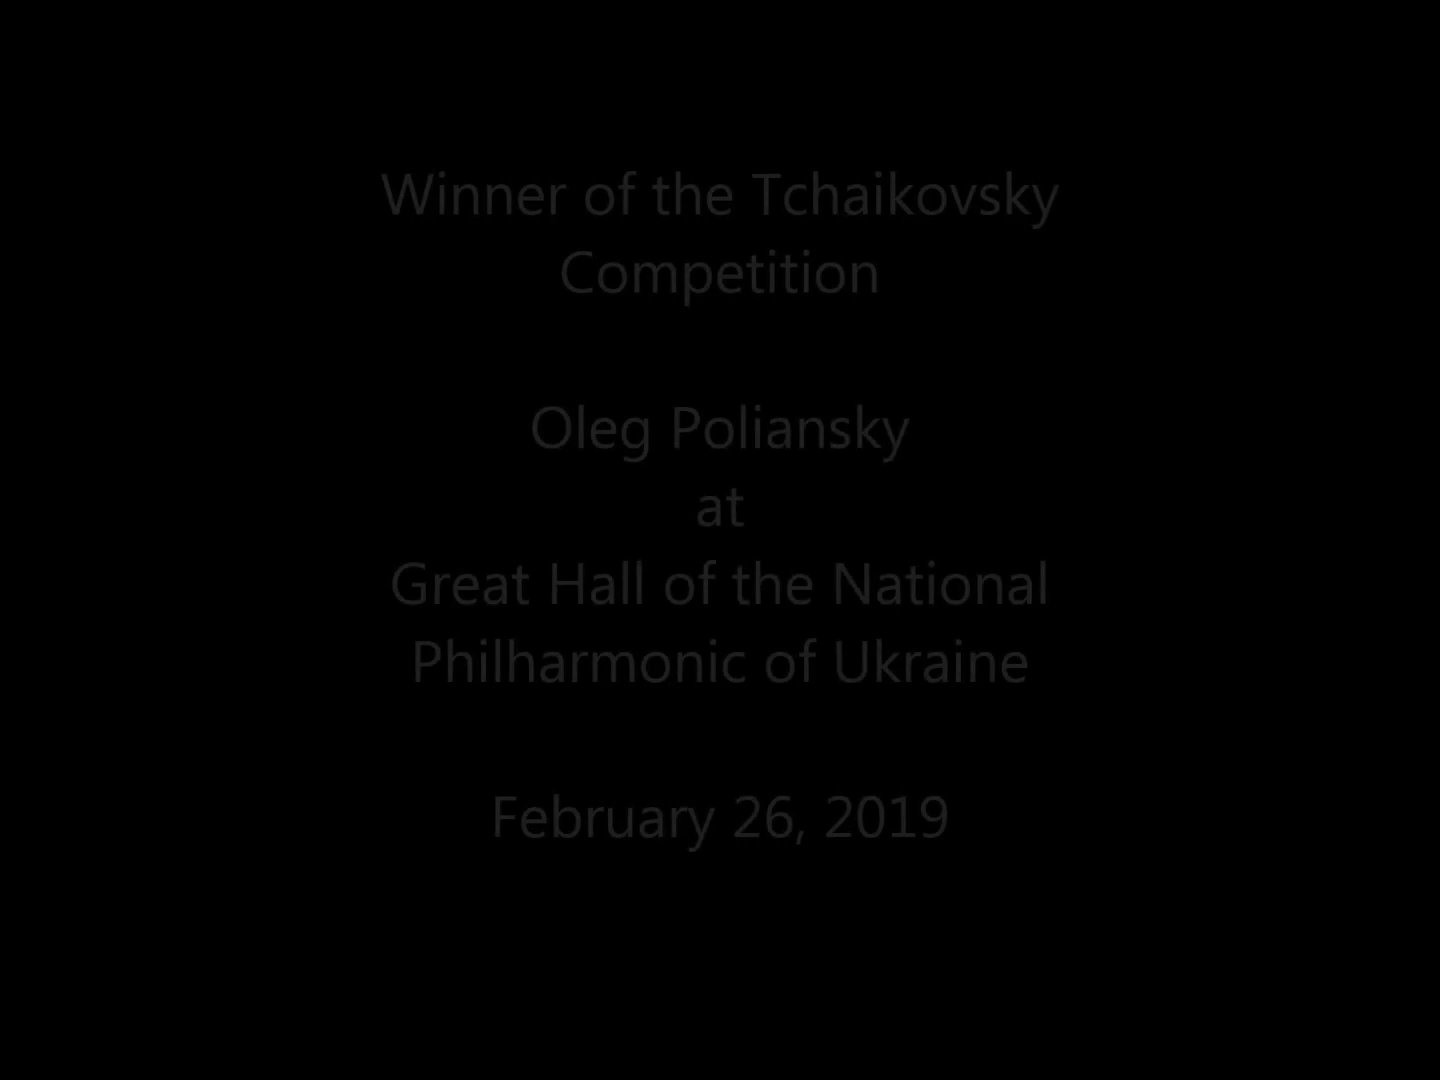 Winner of the Tchaikovsky
Competition
Oleg Poliansky
at
Great Hall of the National
Philharmonic of Ukraine
February 26, 2019